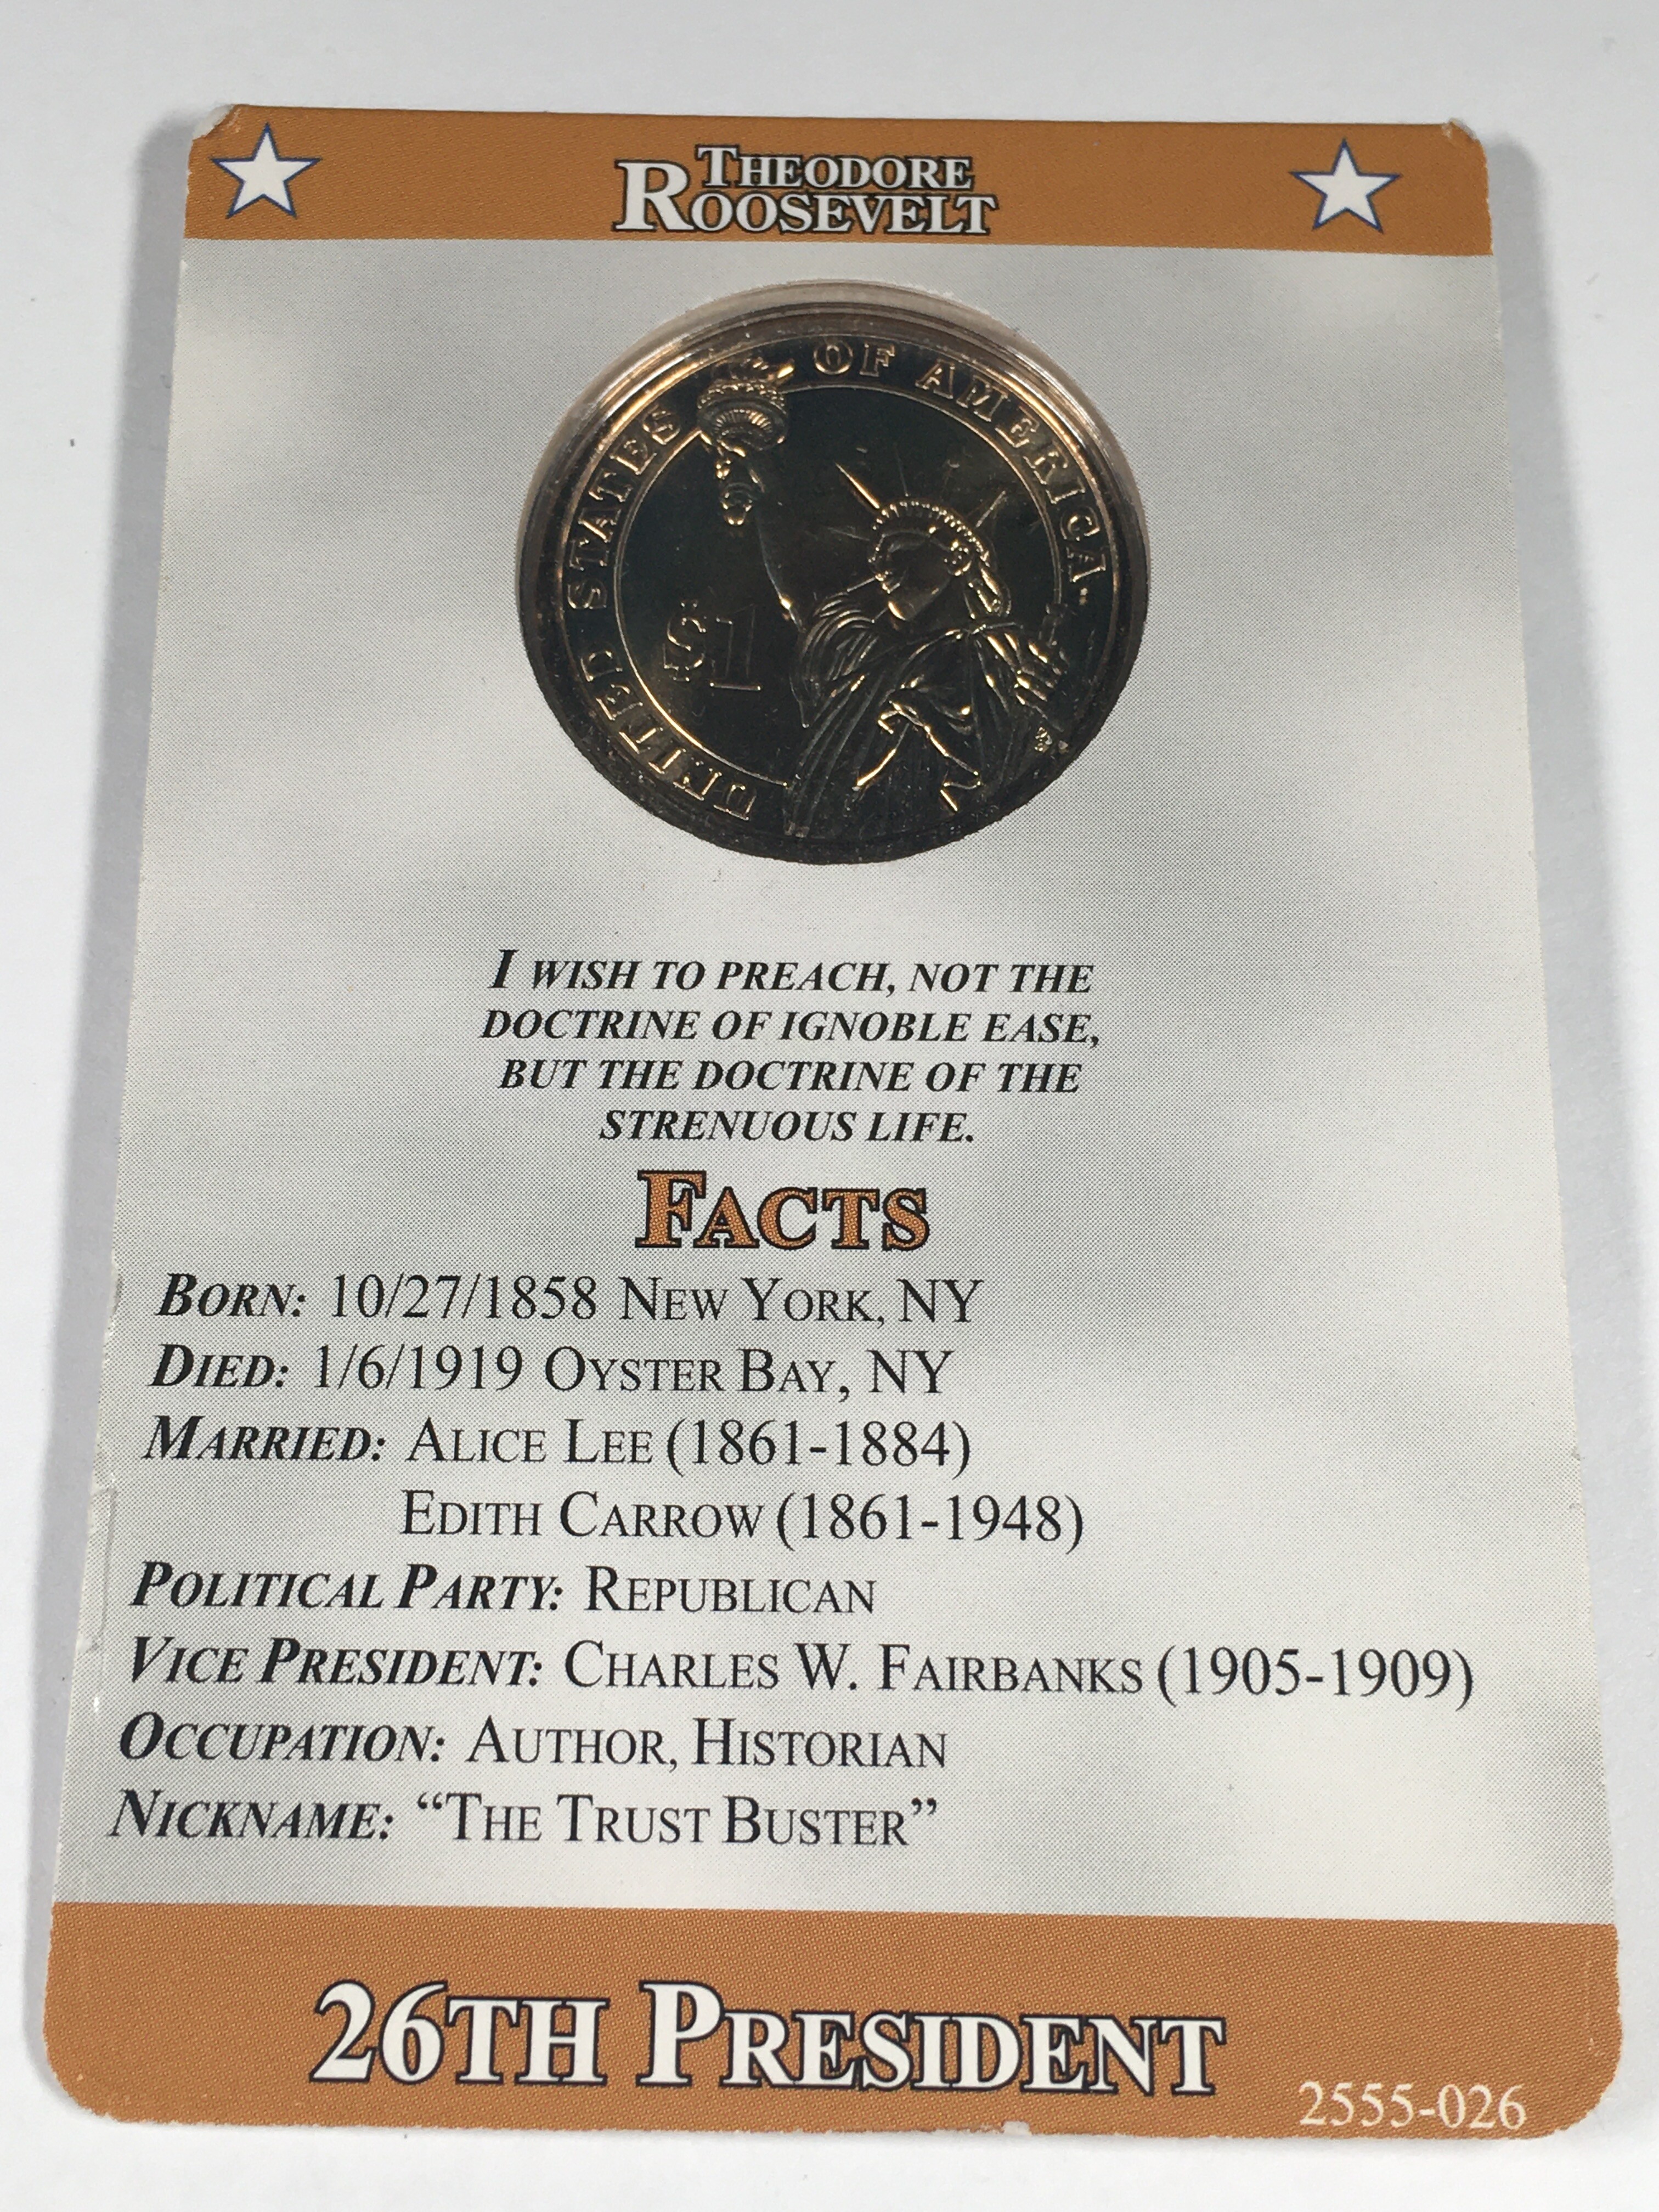 THEODORE
ROOSEVELT
UNITED STATES OF AMERICA
$1
I WISH TO PREACH, NOT THE
DOCTRINE OF IGNOBLE EASE,
BUT THE DOCTRINE OF THE
STRENUOUS LIFE.
FACTS
BORN: 10/27/1858 NEW YORK, NY
DIED: 1/6/1919 OYSTER BAY, NY
MARRIED: ALICE LEE (1861-1884)
EDITH CARROW (1861-1948)
POLITICAL PARTY: REPUBLICAN
VICE PRESIDENT: CHARLES W. FAIRBANKS (1905-1909)
OCCUPATION: AUTHOR, HISTORIAN
NICKNAME: “THE TRUST BUSTER”
26TH PRESIDENT
2555-026